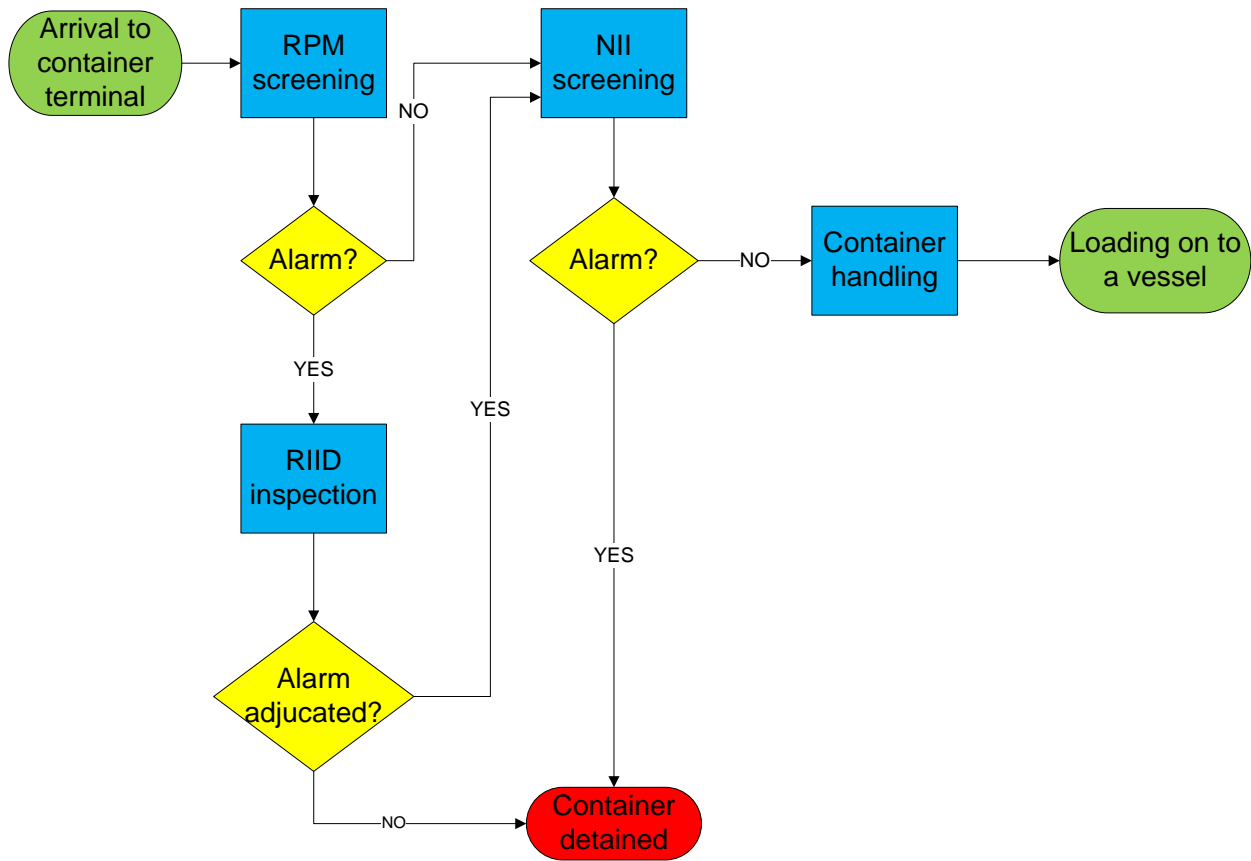 Arrival to
container
terminal
RPM
screening
NO
NII
screening
Alarm?
Alarm?
NO
Container
handling
Loading on to
a vessel
YES
YES
RIID
inspection
YES
Alarm
adjucated?
NO
Container
detained